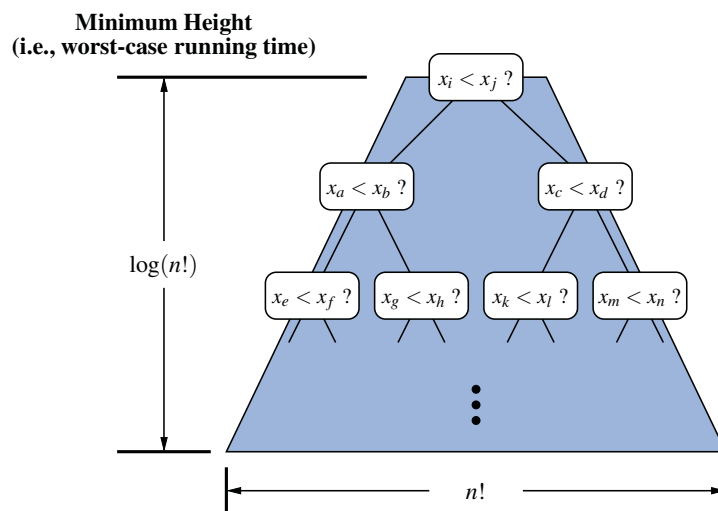 Minimum Height
(i.e., worst-case running time)
x_i < x_j ?
x_a < x_b ?
x_c < x_d ?
log(n!)
x_e < x_f ?
x_g < x_h ?
x_k < x_l ?
x_m < x_n ?
n!